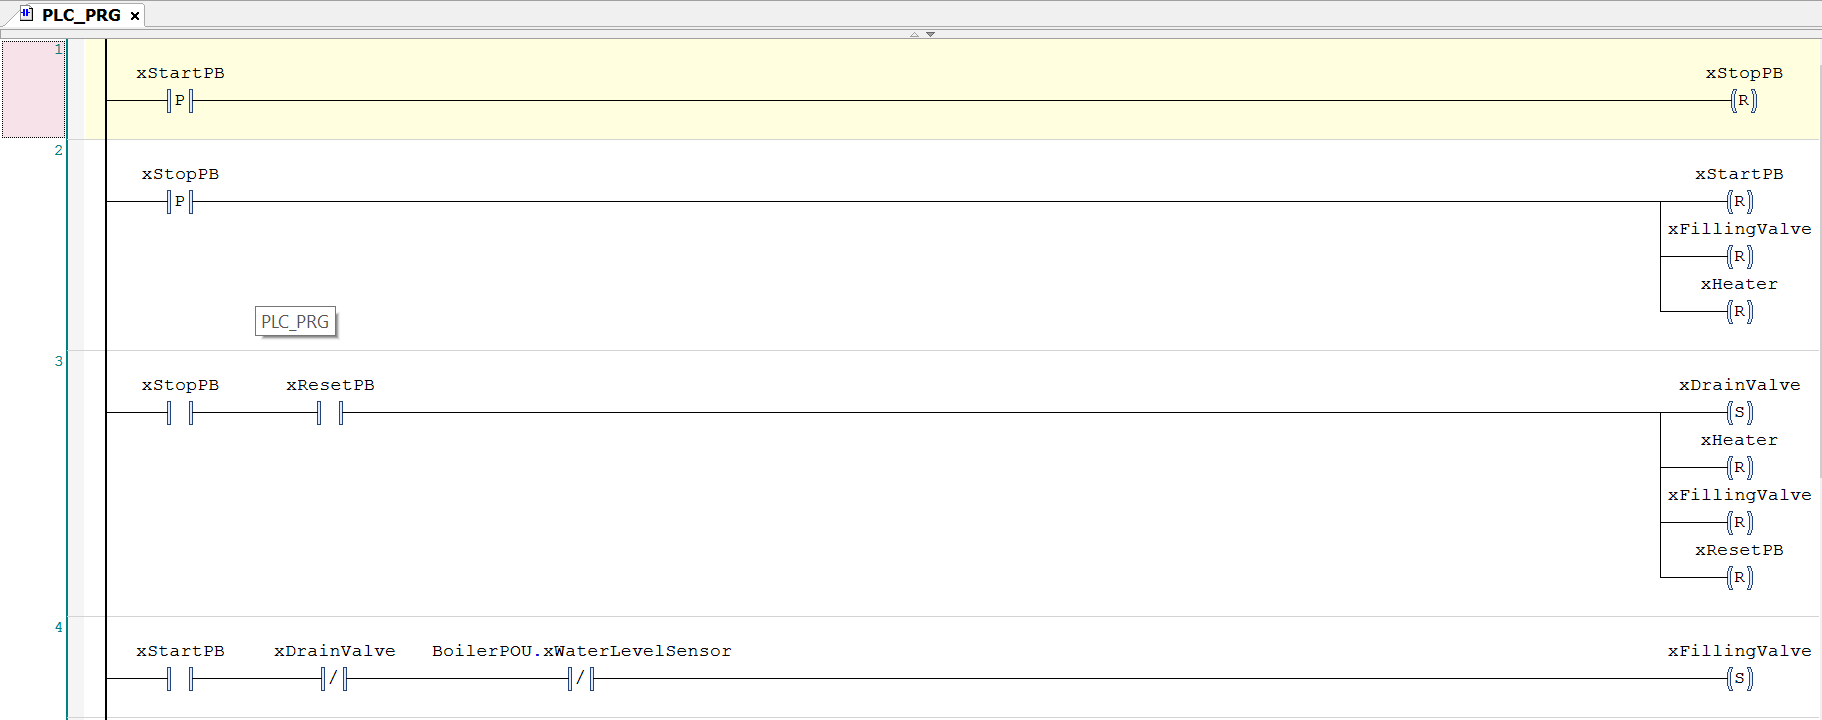 PLC_PRG
1
xStartPB xStopPB
P R
2
xStopPB xStartPB
P R
xFillingValve
R
xHeater
R
PLC_PRG
3
xStopPB xResetPB xDrainValve
S
xHeater
R
xFillingValve
R
xResetPB
R
4
xStartPB xDrainValve BoilerPOU.xWaterLevelSensor xFillingValve
/ / S